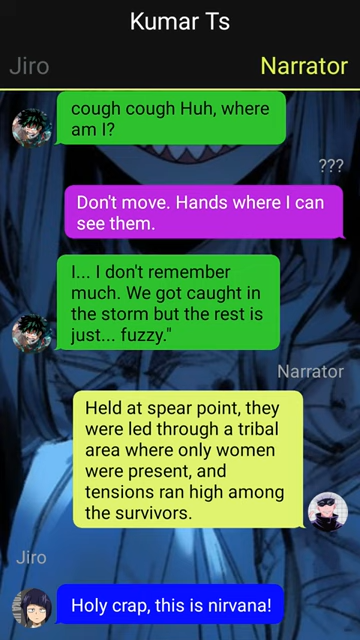 Kumar Ts
Jiro
Narrator
cough cough Huh, where
am I?
???
Don't move. Hands where I can
see them.
I... I don't remember
much. We got caught in
the storm but the rest is
just... fuzzy."
Narrator
Held at spear point, they
were led through a tribal
area where only women
were present, and
tensions ran high among
the survivors.
Jiro
Holy crap, this is nirvana!